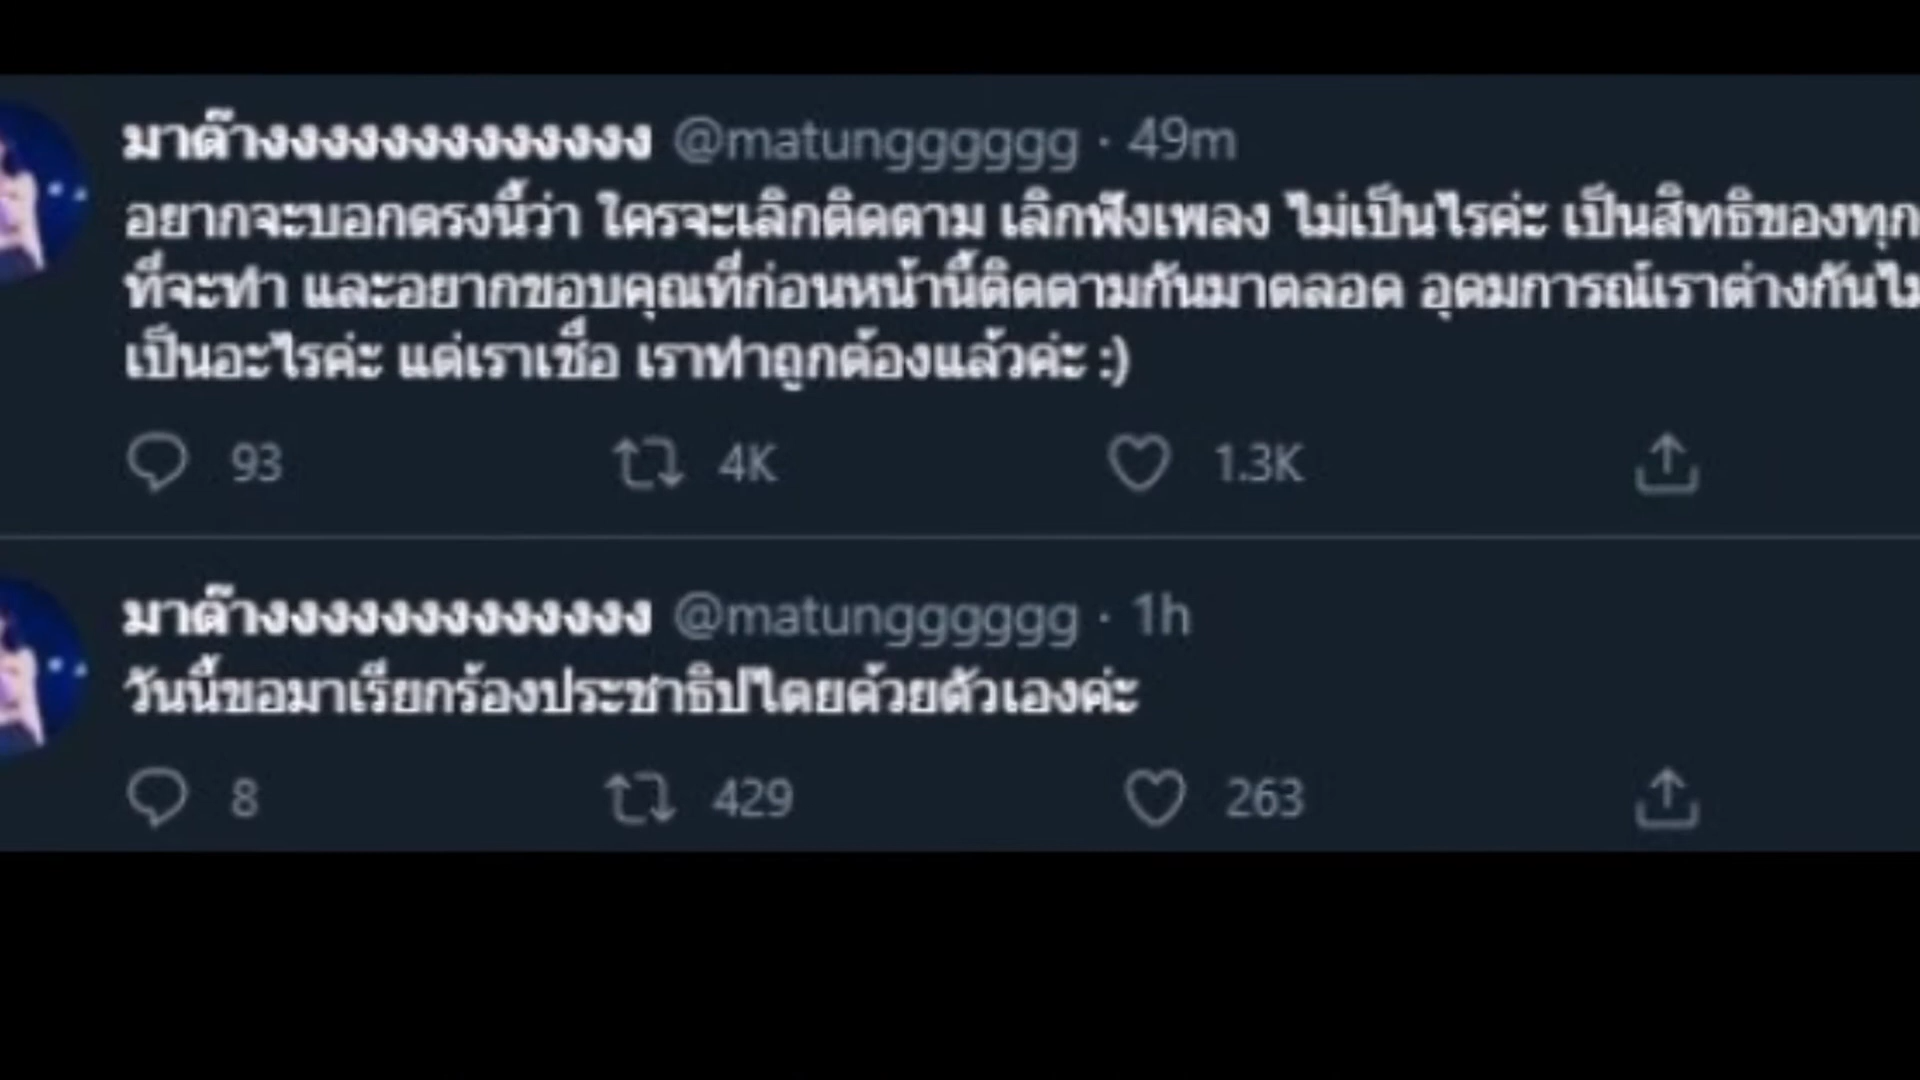 มาต๊างงงงงงงงงงงงงงง @matungggggg · 49m
อยากจะบอกตรงนี้ว่า ใครจะเลิกติดตาม เลิกฟังเพลง ไม่เป็นไรค่ะ เป็นสิทธิของทุก
ที่จะทำ และอยากขอบคุณที่ก่อนหน้านี้ติดตามกันมาตลอด อุดมการณ์เราต่างกันไม
เป็นอะไรค่ะ แต่เราเชื่อ เราทำถูกต้องแล้วค่ะ :)
93 4K 1.3K
มาต๊างงงงงงงงงงงงงงง @matungggggg · 1h
วันนี้ขอมาเรียกร้องประชาธิปไตยด้วยตัวเองค่ะ
8 429 263